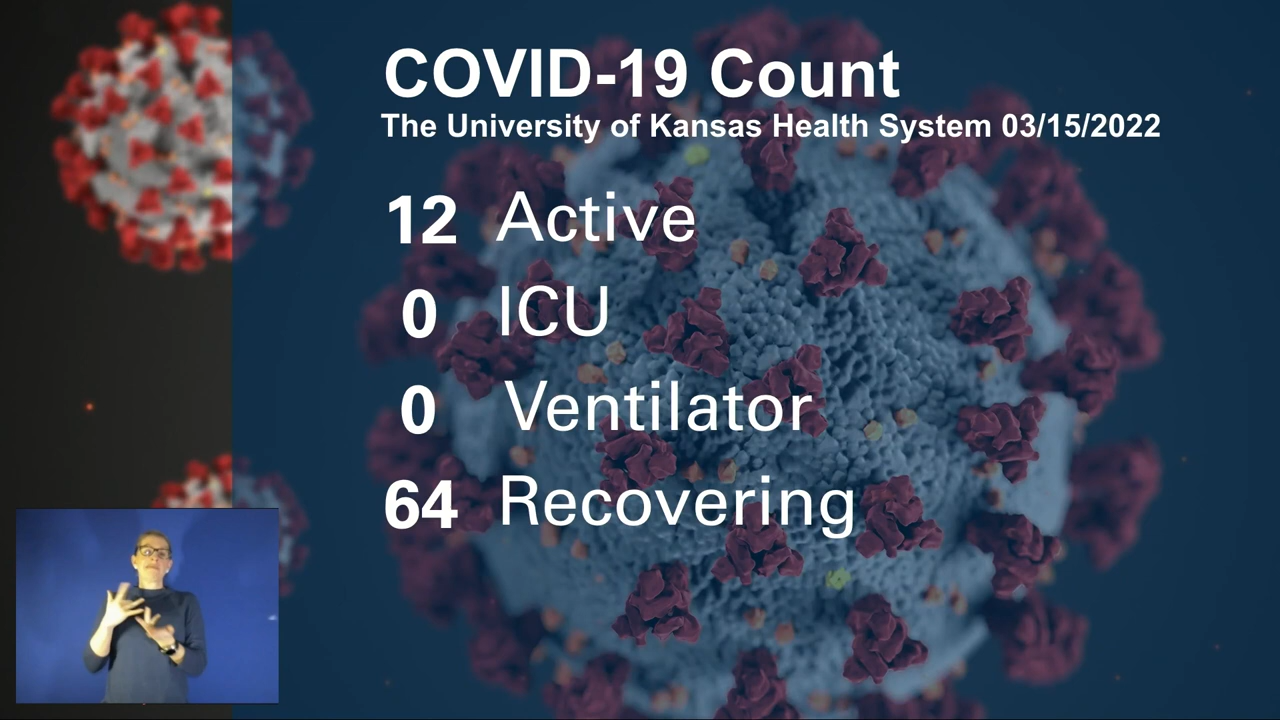 COVID-19 Count
The University of Kansas Health System 03/15/2022
12 Active
0 ICU
0 Ventilator
64 Recovering